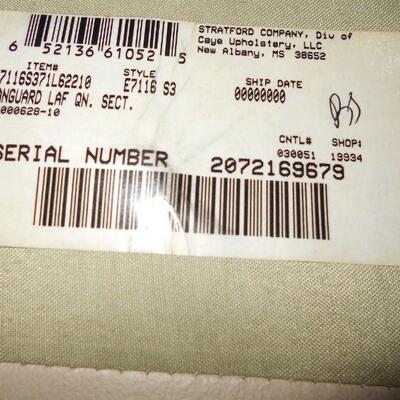 STRATFORD COMPANY, Div of
Caye Upholstery, LLC
New Albany, MS 38652
6 52136 61052 5
ITEM# STYLE SHIP DATE
7116S371L62210 E7116 S3 00000000
ANGUARD LAF QN. SECT.
000628-10
CNTL# SHOP#
030051 19934
SERIAL NUMBER 2072169679